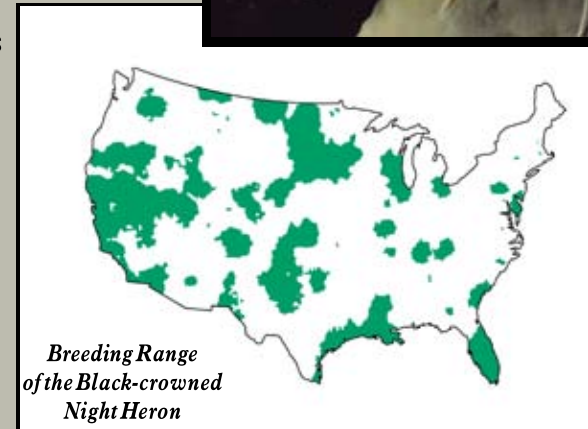 s
Breeding Range
of the Black-crowned
Night Heron